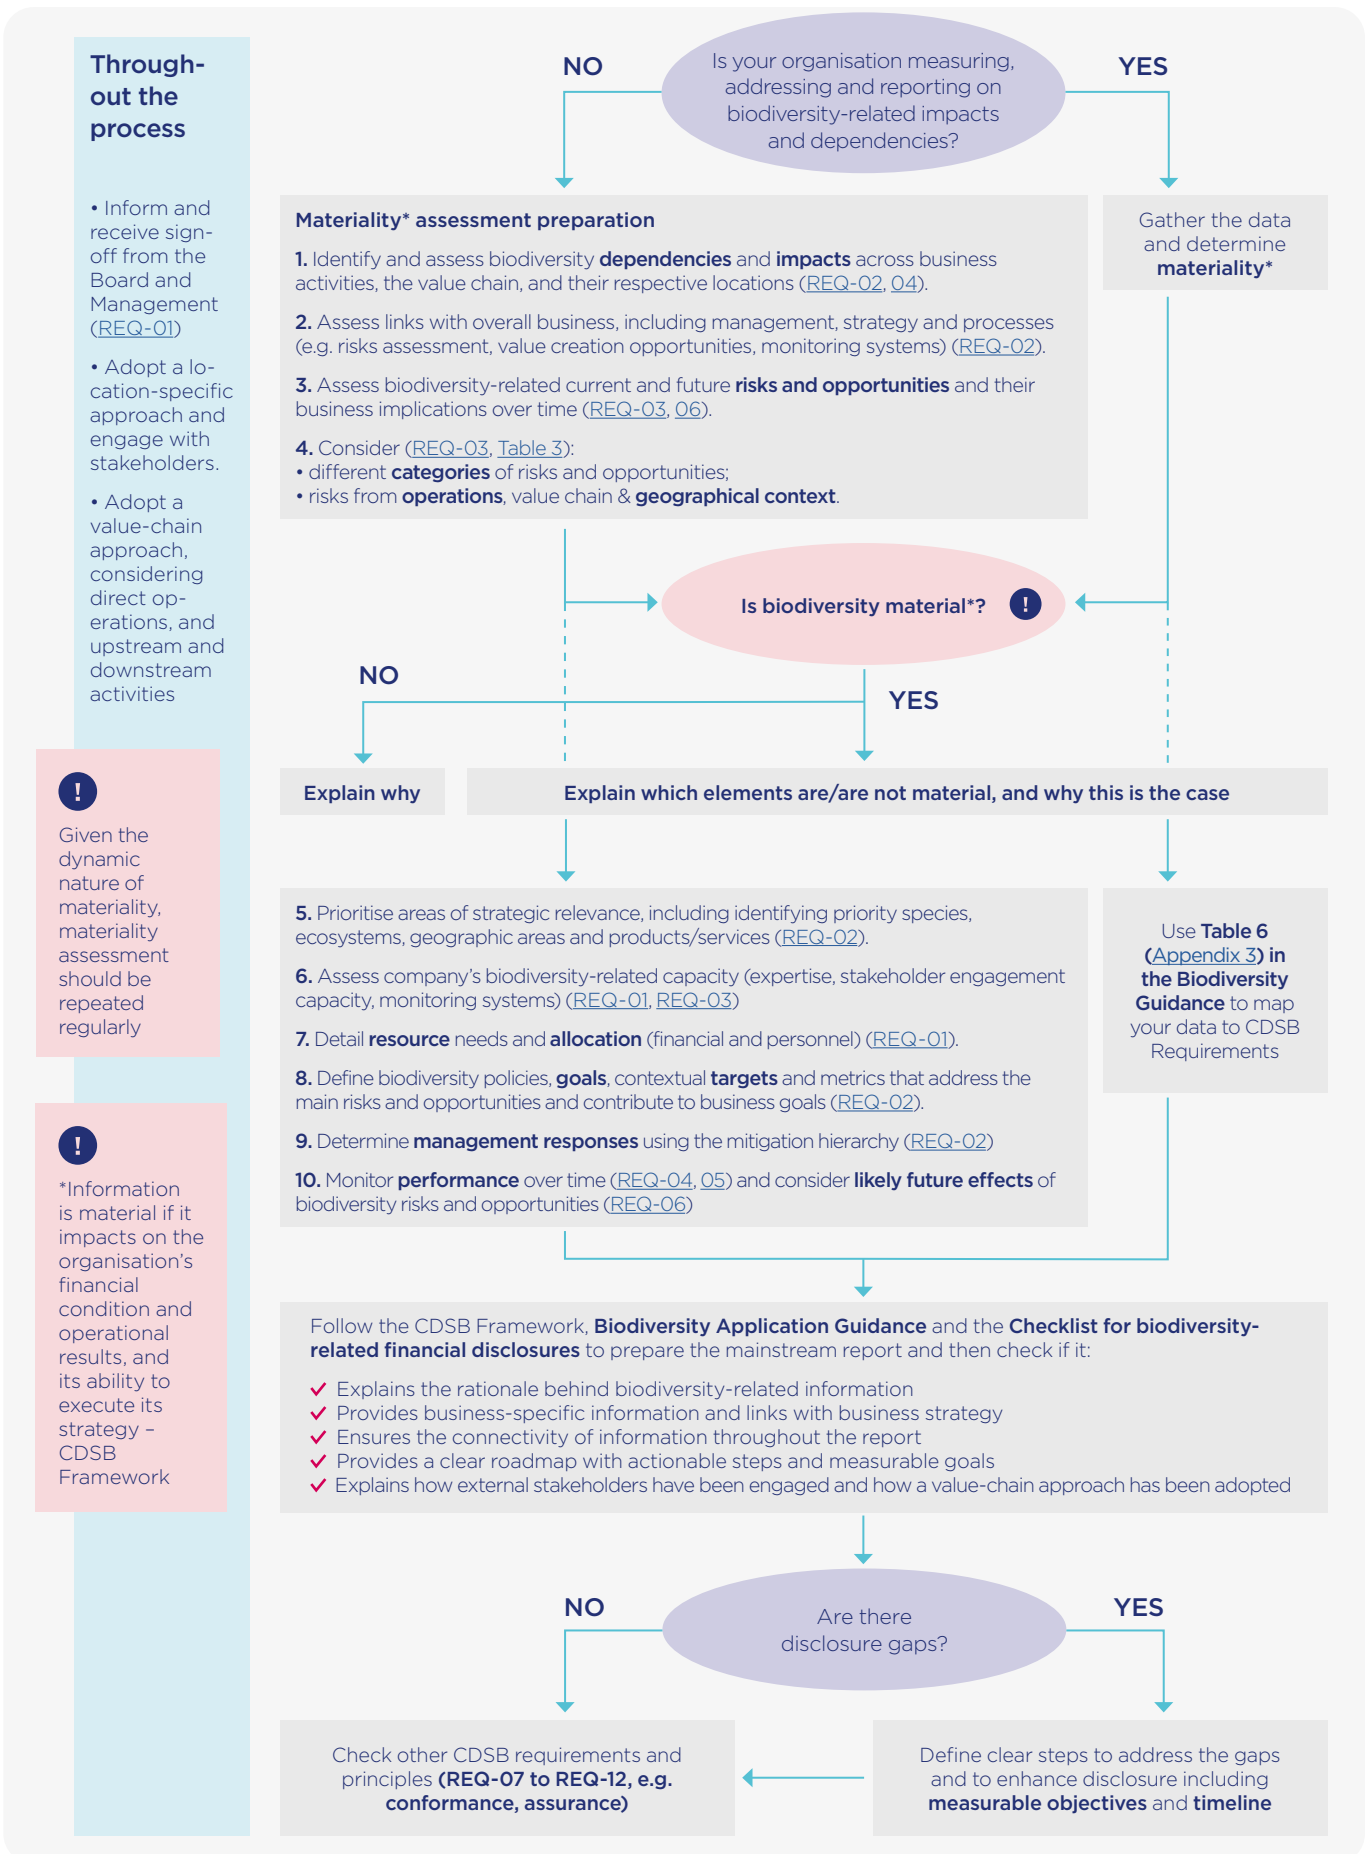 Through-
out the
process
• Inform and
receive sign-
off from the
Board and
Management
(REQ-01)
• Adopt a lo-
cation-specific
approach and
engage with
stakeholders.
• Adopt a
value-chain
approach,
considering
direct op-
erations, and
upstream and
downstream
activities
!
Given the
dynamic
nature of
materiality,
materiality
assessment
should be
repeated
regularly
!
*Information
is material if it
impacts on the
organisation’s
financial
condition and
operational
results, and
its ability to
execute its
strategy –
CDSB
Framework
NO
Is your organisation measuring,
addressing and reporting on
biodiversity-related impacts
and dependencies?
YES
Materiality* assessment preparation
1. Identify and assess biodiversity dependencies and impacts across business
activities, the value chain, and their respective locations (REQ-02, 04).
2. Assess links with overall business, including management, strategy and processes
(e.g. risks assessment, value creation opportunities, monitoring systems) (REQ-02).
3. Assess biodiversity-related current and future risks and opportunities and their
business implications over time (REQ-03, 06).
4. Consider (REQ-03, Table 3):
• different categories of risks and opportunities;
• risks from operations, value chain & geographical context.
Gather the data
and determine
materiality*
Is biodiversity material*? !
NO
YES
Explain why
Explain which elements are/are not material, and why this is the case
5. Prioritise areas of strategic relevance, including identifying priority species,
ecosystems, geographic areas and products/services (REQ-02).
6. Assess company’s biodiversity-related capacity (expertise, stakeholder engagement
capacity, monitoring systems) (REQ-01, REQ-03)
7. Detail resource needs and allocation (financial and personnel) (REQ-01).
8. Define biodiversity policies, goals, contextual targets and metrics that address the
main risks and opportunities and contribute to business goals (REQ-02).
9. Determine management responses using the mitigation hierarchy (REQ-02)
10. Monitor performance over time (REQ-04, 05) and consider likely future effects of
biodiversity risks and opportunities (REQ-06)
Use Table 6
(Appendix 3) in
the Biodiversity
Guidance to map
your data to CDSB
Requirements
Follow the CDSB Framework, Biodiversity Application Guidance and the Checklist for biodiversity-
related financial disclosures to prepare the mainstream report and then check if it:
✓ Explains the rationale behind biodiversity-related information
✓ Provides business-specific information and links with business strategy
✓ Ensures the connectivity of information throughout the report
✓ Provides a clear roadmap with actionable steps and measurable goals
✓ Explains how external stakeholders have been engaged and how a value-chain approach has been adopted
NO
Are there
disclosure gaps?
YES
Check other CDSB requirements and
principles (REQ-07 to REQ-12, e.g.
conformance, assurance)
Define clear steps to address the gaps
and to enhance disclosure including
measurable objectives and timeline